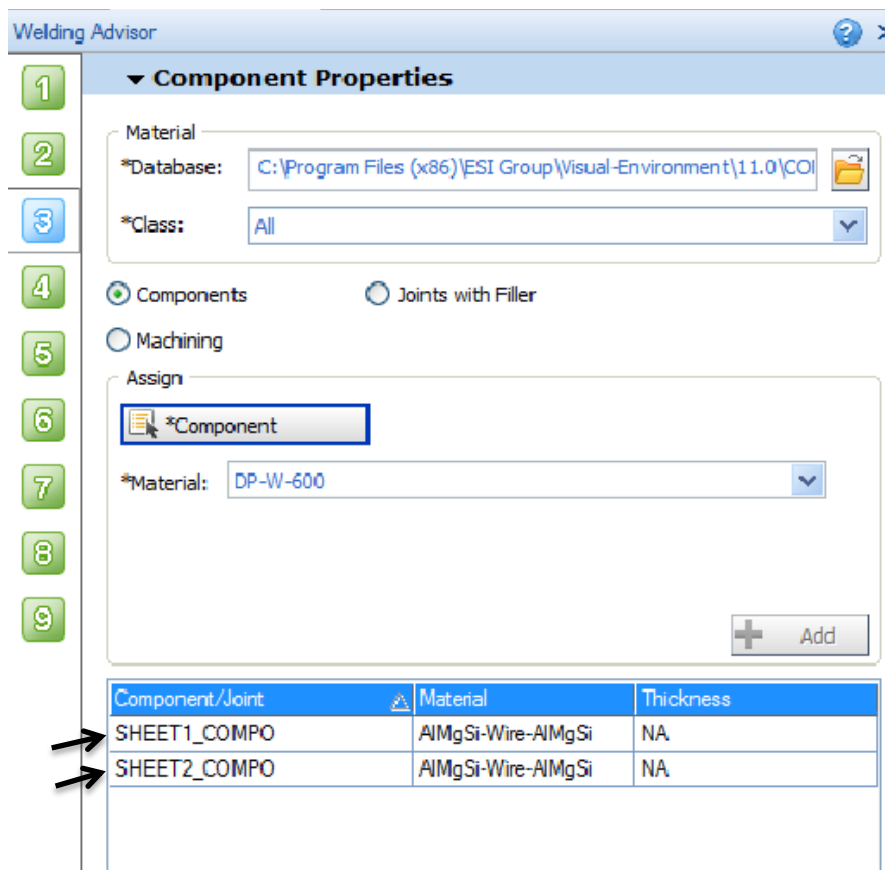 Welding Advisor
1
▼ Component Properties
Material
2
*Database: C:\Program Files (x86)\ESI Group\Visual-Environment\11.0\COI
3
*Class: All
4
Components Joints with Filler
Machining
5
Assign
6
*Component
7
*Material: DP-W-600
8
9
Add
Component/Joint Material Thickness
SHEET1_COMPO AlMgSi-Wire-AlMgSi NA
SHEET2_COMPO AlMgSi-Wire-AlMgSi NA